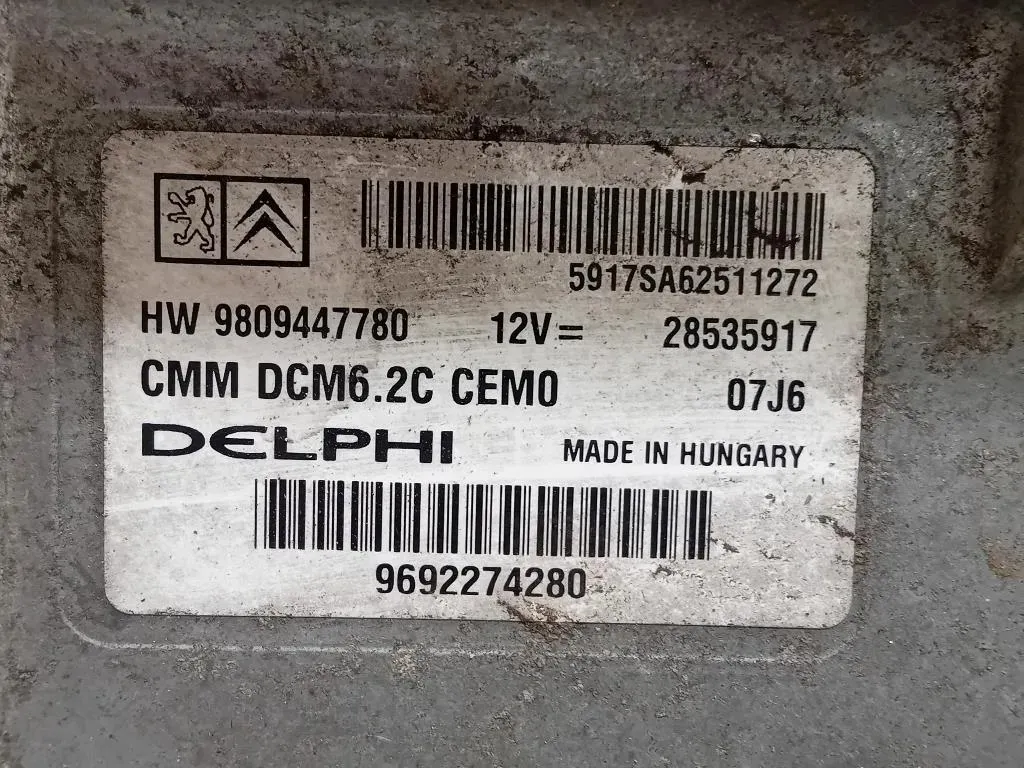 5917SA62511272
HW 9809447780 12V= 28535917
CMM DCM6.2C CEM0 07J6
DELPHI MADE IN HUNGARY
9692274280